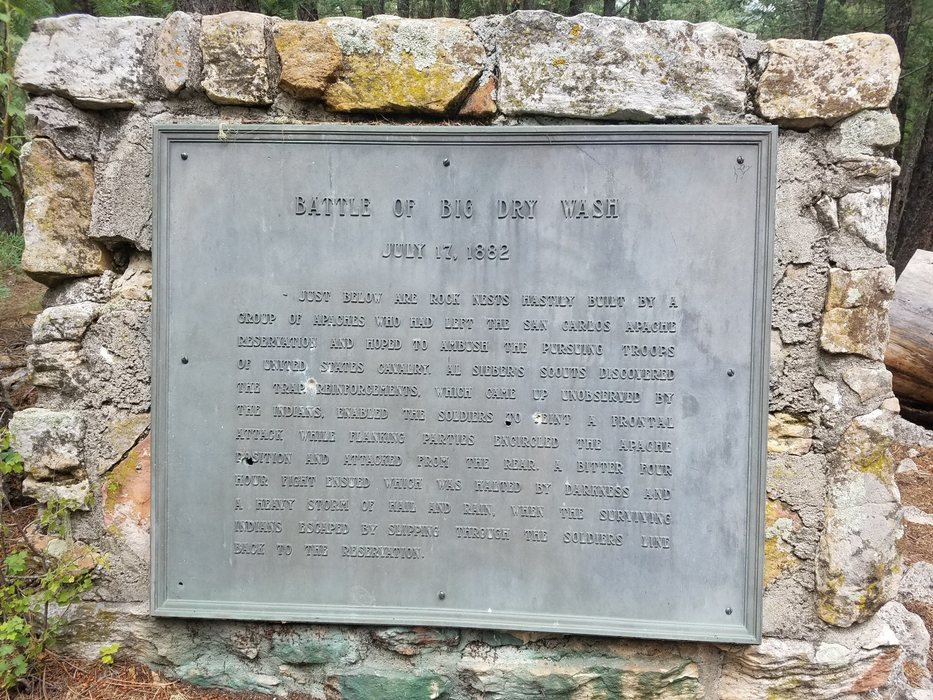 BATTLE OF BIG DRY WASH
JULY 17, 1882
- JUST BELOW ARE ROCK NESTS HASTILY BUILT BY A
GROUP OF APACHES WHO HAD LEFT THE SAN CARLOS APACHE
RESERVATION AND HOPED TO AMBUSH THE PURSUING TROOPS
OF UNITED STATES CAVALRY. AL SIEBER'S SCOUTS DISCOVERED
THE TRAP. REINFORCEMENTS, WHICH CAME UP UNOBSERVED BY
THE INDIANS, ENABLED THE SOLDIERS TO FEINT A FRONTAL
ATTACK WHILE FLANKING PARTIES ENCIRCLED THE APACHE
POSITION AND ATTACKED FROM THE REAR. A BITTER FOUR
HOUR FIGHT ENSUED WHICH WAS HALTED BY DARKNESS AND
A HEAVY STORM OF HAIL AND RAIN, WHEN THE SURVIVING
INDIANS ESCAPED BY SLIPPING THROUGH THE SOLDIERS LINE
BACK TO THE RESERVATION.